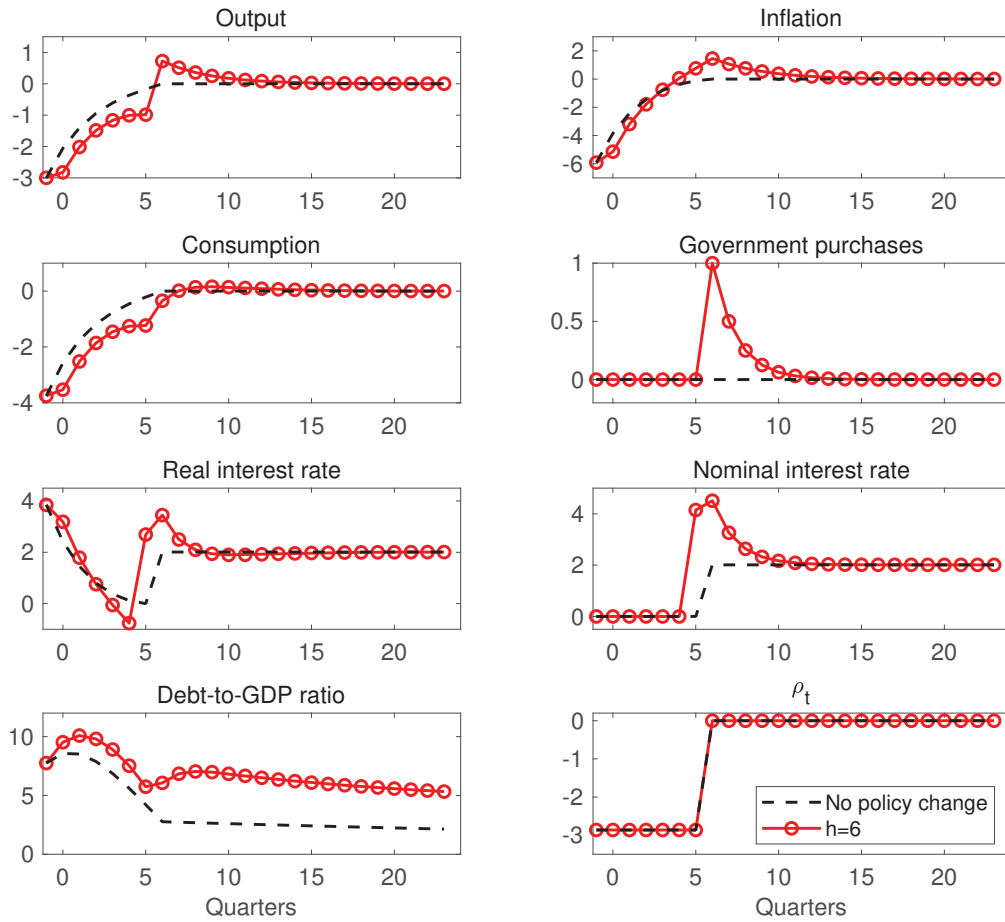 Output
1
0
-1
-2
-3
0 5 10 15 20
Inflation
2
0
-2
-4
-6
0 5 10 15 20
Consumption
0
-2
-4
0 5 10 15 20
Government purchases
1
0.5
0
0 5 10 15 20
Real interest rate
4
2
0
0 5 10 15 20
Nominal interest rate
4
2
0
0 5 10 15 20
Debt-to-GDP ratio
10
5
0
0 5 10 15 20
Quarters
ρt
0
-1
-2
-3
No policy change
h=6
0 5 10 15 20
Quarters